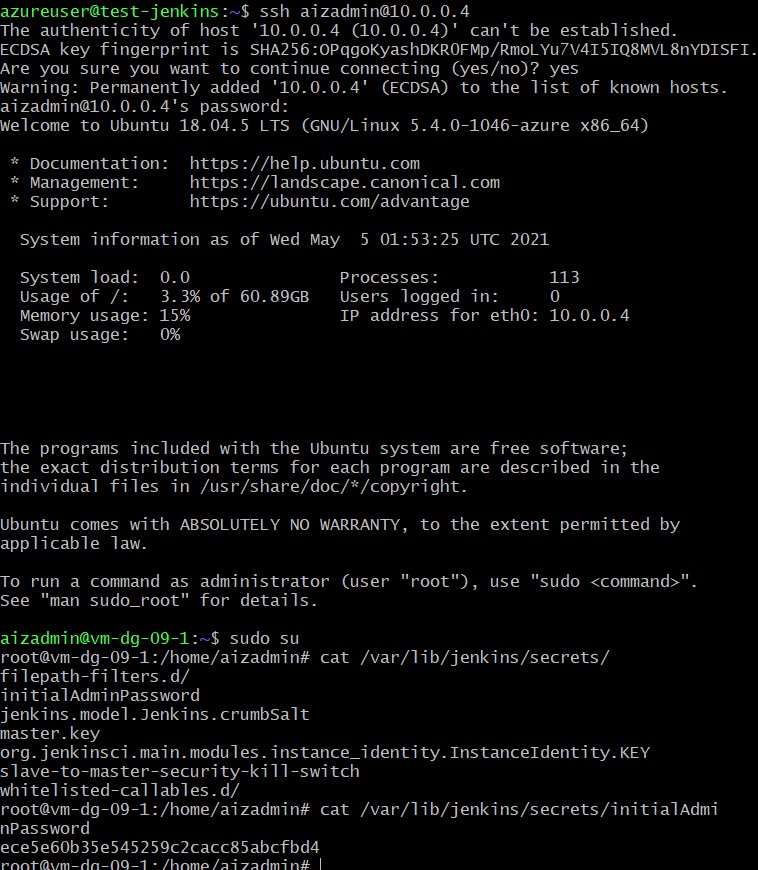 azureuser@test-jenkins:~$ ssh aizadmin@10.0.0.4
The authenticity of host '10.0.0.4 (10.0.0.4)' can't be established.
ECDSA key fingerprint is SHA256:OPqgoKyashDKR0FMp/RmoLYu7V4I5IQ8MVL8nYDISFI.
Are you sure you want to continue connecting (yes/no)? yes
Warning: Permanently added '10.0.0.4' (ECDSA) to the list of known hosts.
aizadmin@10.0.0.4's password:
Welcome to Ubuntu 18.04.5 LTS (GNU/Linux 5.4.0-1046-azure x86_64)
* Documentation:  https://help.ubuntu.com
* Management:     https://landscape.canonical.com
* Support:        https://ubuntu.com/advantage
System information as of Wed May  5 01:53:25 UTC 2021
System load:  0.0               Processes:           113
Usage of /:   3.3% of 60.89GB   Users logged in:     0
Memory usage: 15%               IP address for eth0: 10.0.0.4
Swap usage:   0%
The programs included with the Ubuntu system are free software;
the exact distribution terms for each program are described in the
individual files in /usr/share/doc/*/copyright.
Ubuntu comes with ABSOLUTELY NO WARRANTY, to the extent permitted by
applicable law.
To run a command as administrator (user "root"), use "sudo <command>".
See "man sudo_root" for details.
aizadmin@vm-dg-09-1:~$ sudo su
root@vm-dg-09-1:/home/aizadmin# cat /var/lib/jenkins/secrets/
filepath-filters.d/
initialAdminPassword
jenkins.model.Jenkins.crumbSalt
master.key
org.jenkinsci.main.modules.instance_identity.InstanceIdentity.KEY
slave-to-master-security-kill-switch
whitelisted-callables.d/
root@vm-dg-09-1:/home/aizadmin# cat /var/lib/jenkins/secrets/initialAdmi
nPassword
ece5e60b35e545259c2cacc85abcfbd4
root@vm-dg-09-1:/home/aizadmin#